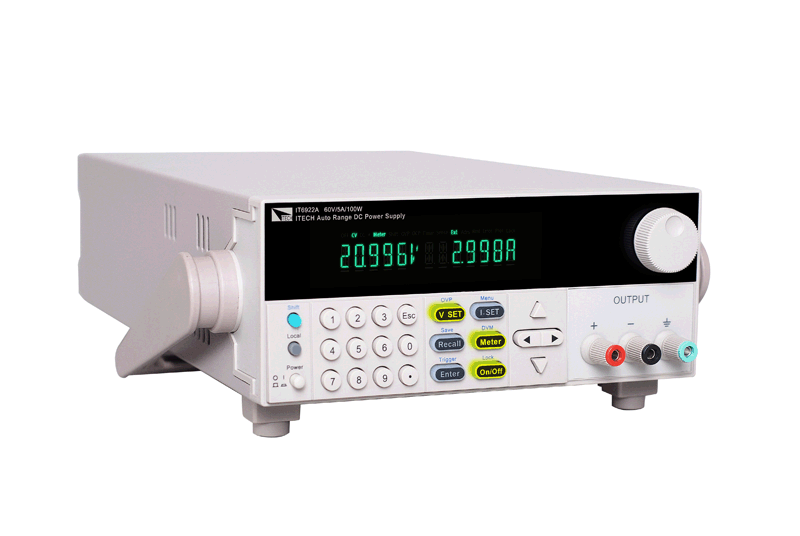 ITECH
IT6922A 60V/5A/100W
ITECH Auto Range DC Power Supply
CV Meter Ext
20.996V 2.998A
OUTPUT
+ −
Shift
Local
Power
1 2 3 Esc
4 5 6 0
7 8 9 .
OVP Menu
V SET I-SET
Save DVM
Recall Meter
Trigger Lock
Enter On/Off